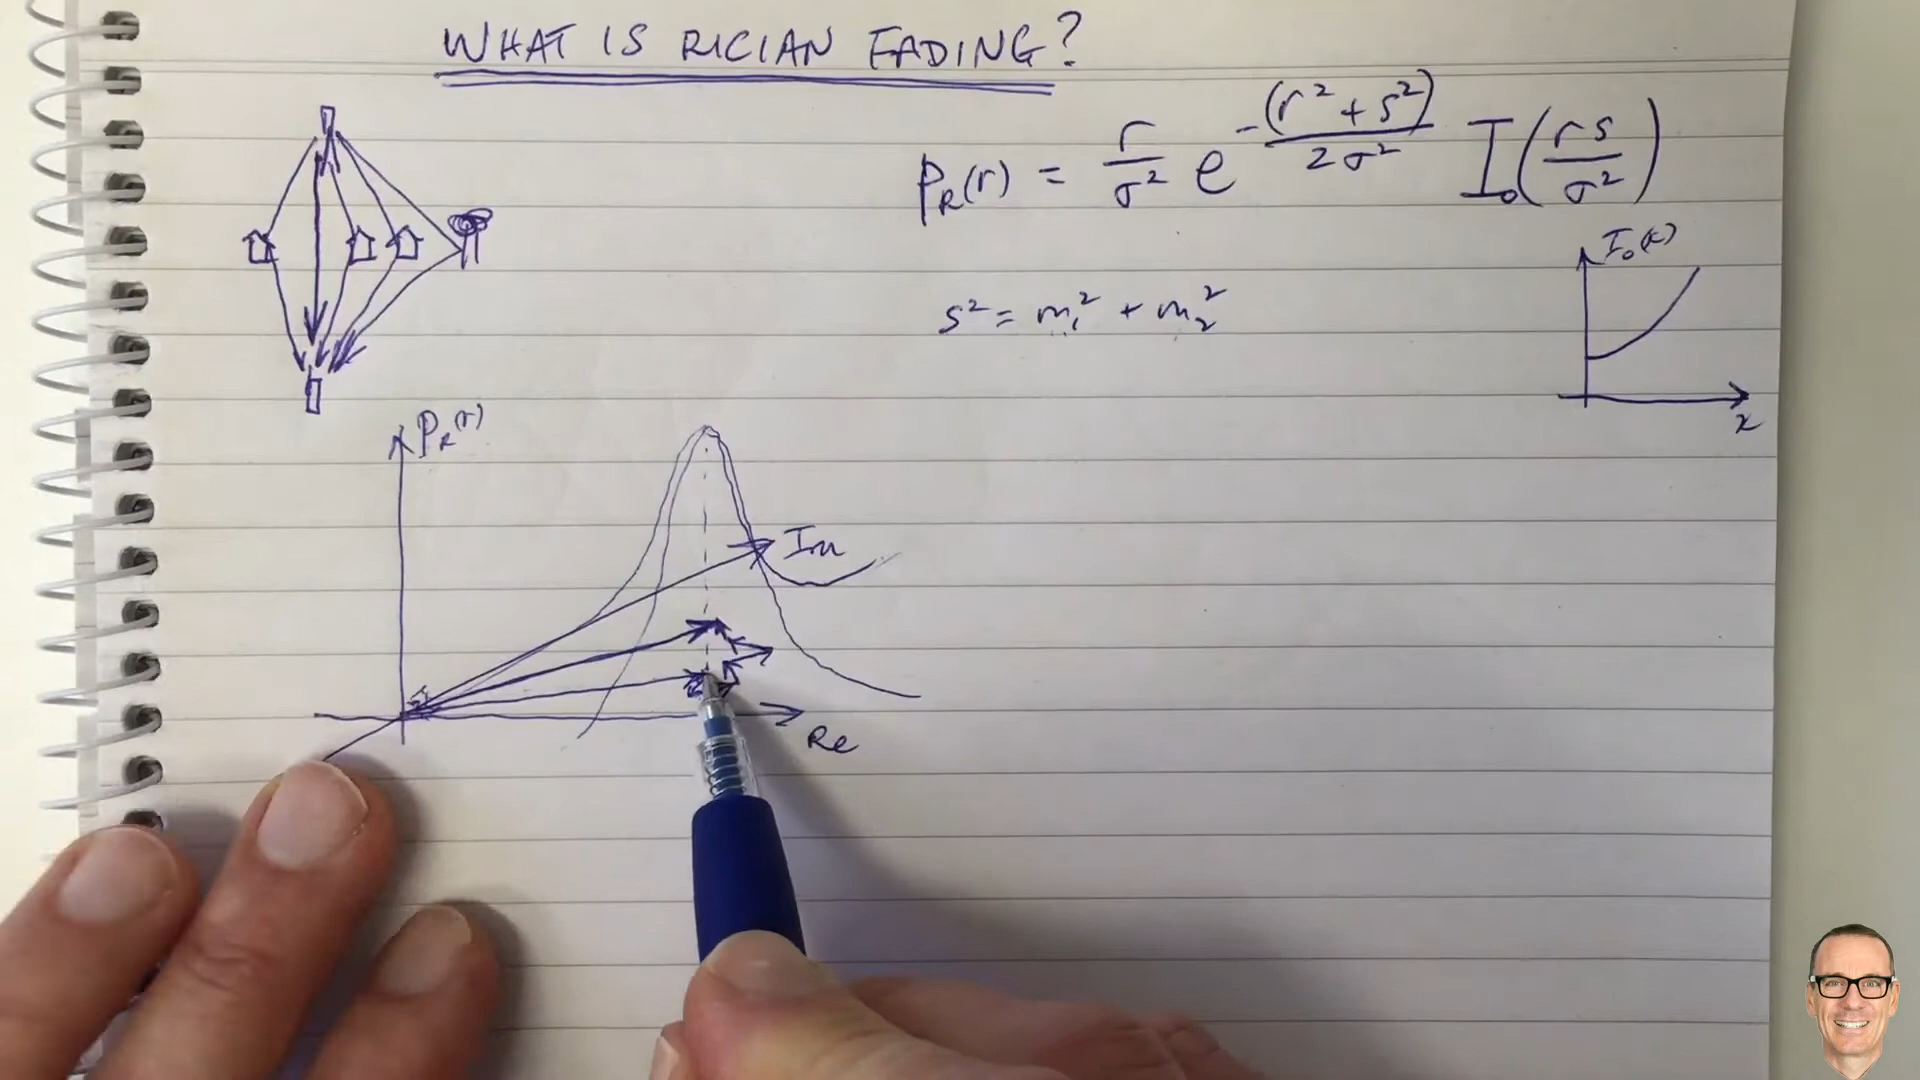 WHAT IS RICIAN FADING?
p_R(r) = r/σ² e^(-(r² + s²)/2σ²) I₀(rs/σ²)
I₀(x)
s² = m₁² + m₂²
x
p_R(r)
Im
Re